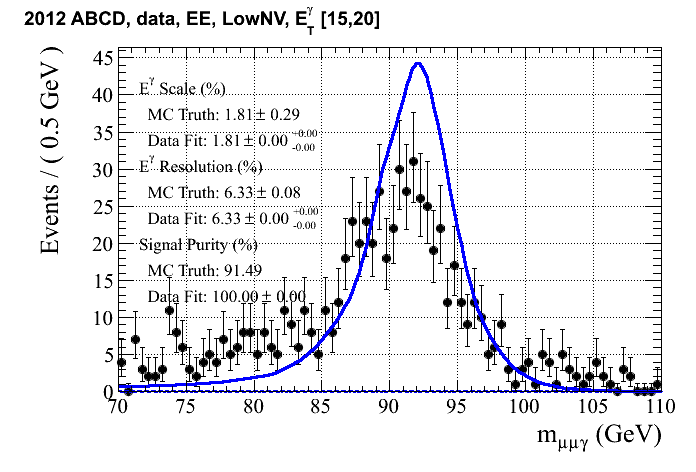 2012 ABCD, data, EE, LowNV, E_T^γ [15,20]
Events / ( 0.5 GeV )
45
40
35
30
25
20
15
10
5
0
E^γ Scale (%)
MC Truth: 1.81 ± 0.29
Data Fit: 1.81 ± 0.00 +0.00 -0.00
E^γ Resolution (%)
MC Truth: 6.33 ± 0.08
Data Fit: 6.33 ± 0.00 +0.00 -0.00
Signal Purity (%)
MC Truth: 91.49
Data Fit: 100.00 ± 0.00
70 75 80 85 90 95 100 105 110
m_μμγ (GeV)